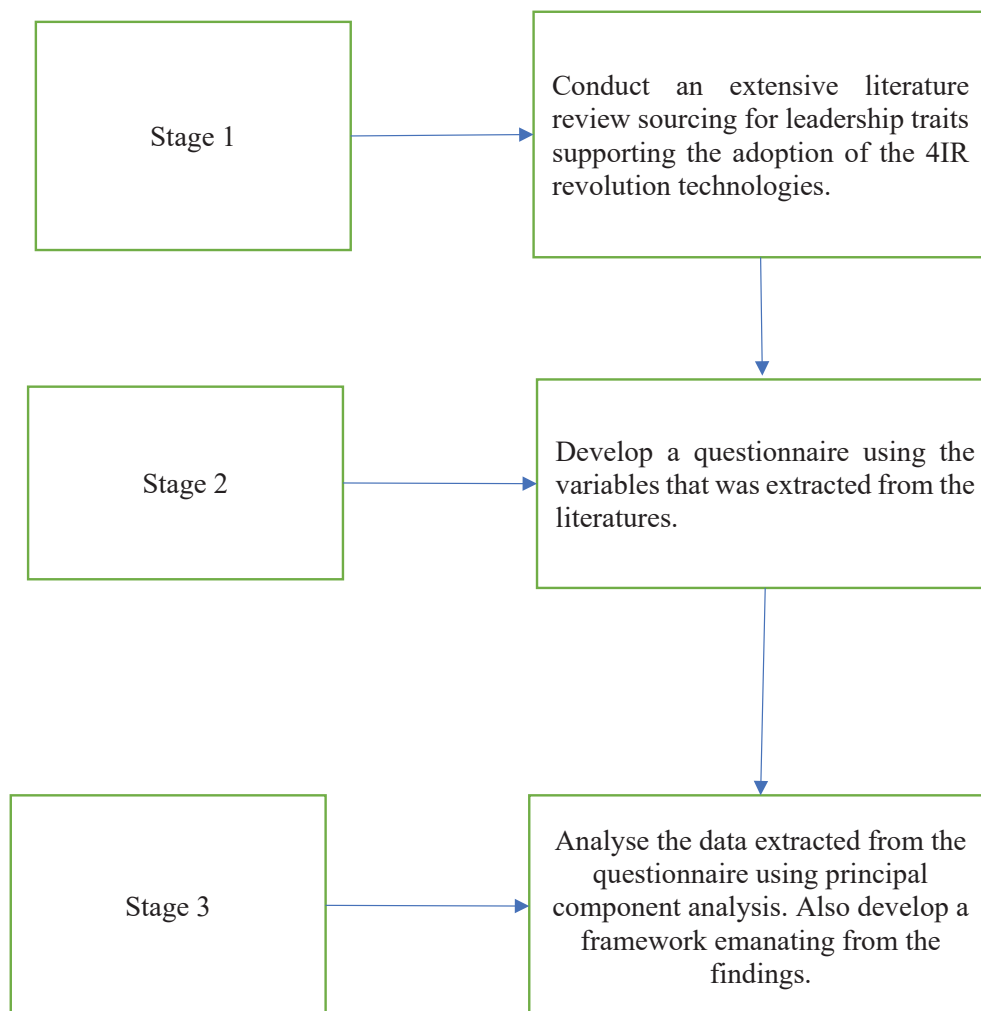 Stage 1
Conduct an extensive literature
review sourcing for leadership traits
supporting the adoption of the 4IR
revolution technologies.
Stage 2
Develop a questionnaire using the
variables that was extracted from the
literatures.
Stage 3
Analyse the data extracted from the
questionnaire using principal
component analysis. Also develop a
framework emanating from the
findings.